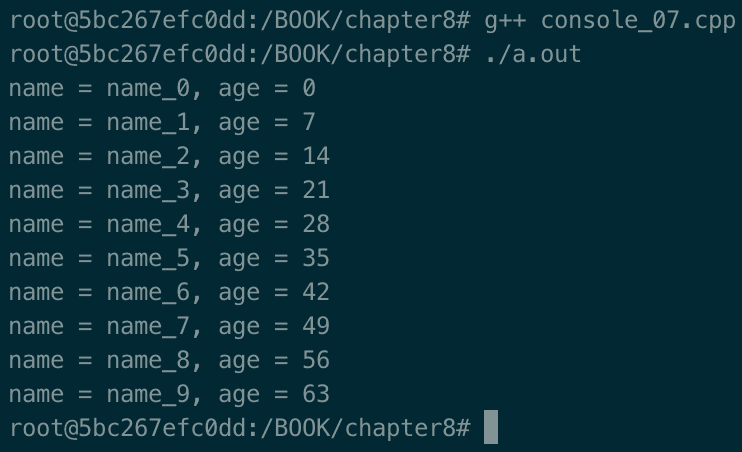 root@5bc267efc0dd:/BOOK/chapter8# g++ console_07.cpp
root@5bc267efc0dd:/BOOK/chapter8# ./a.out
name = name_0, age = 0
name = name_1, age = 7
name = name_2, age = 14
name = name_3, age = 21
name = name_4, age = 28
name = name_5, age = 35
name = name_6, age = 42
name = name_7, age = 49
name = name_8, age = 56
name = name_9, age = 63
root@5bc267efc0dd:/BOOK/chapter8#